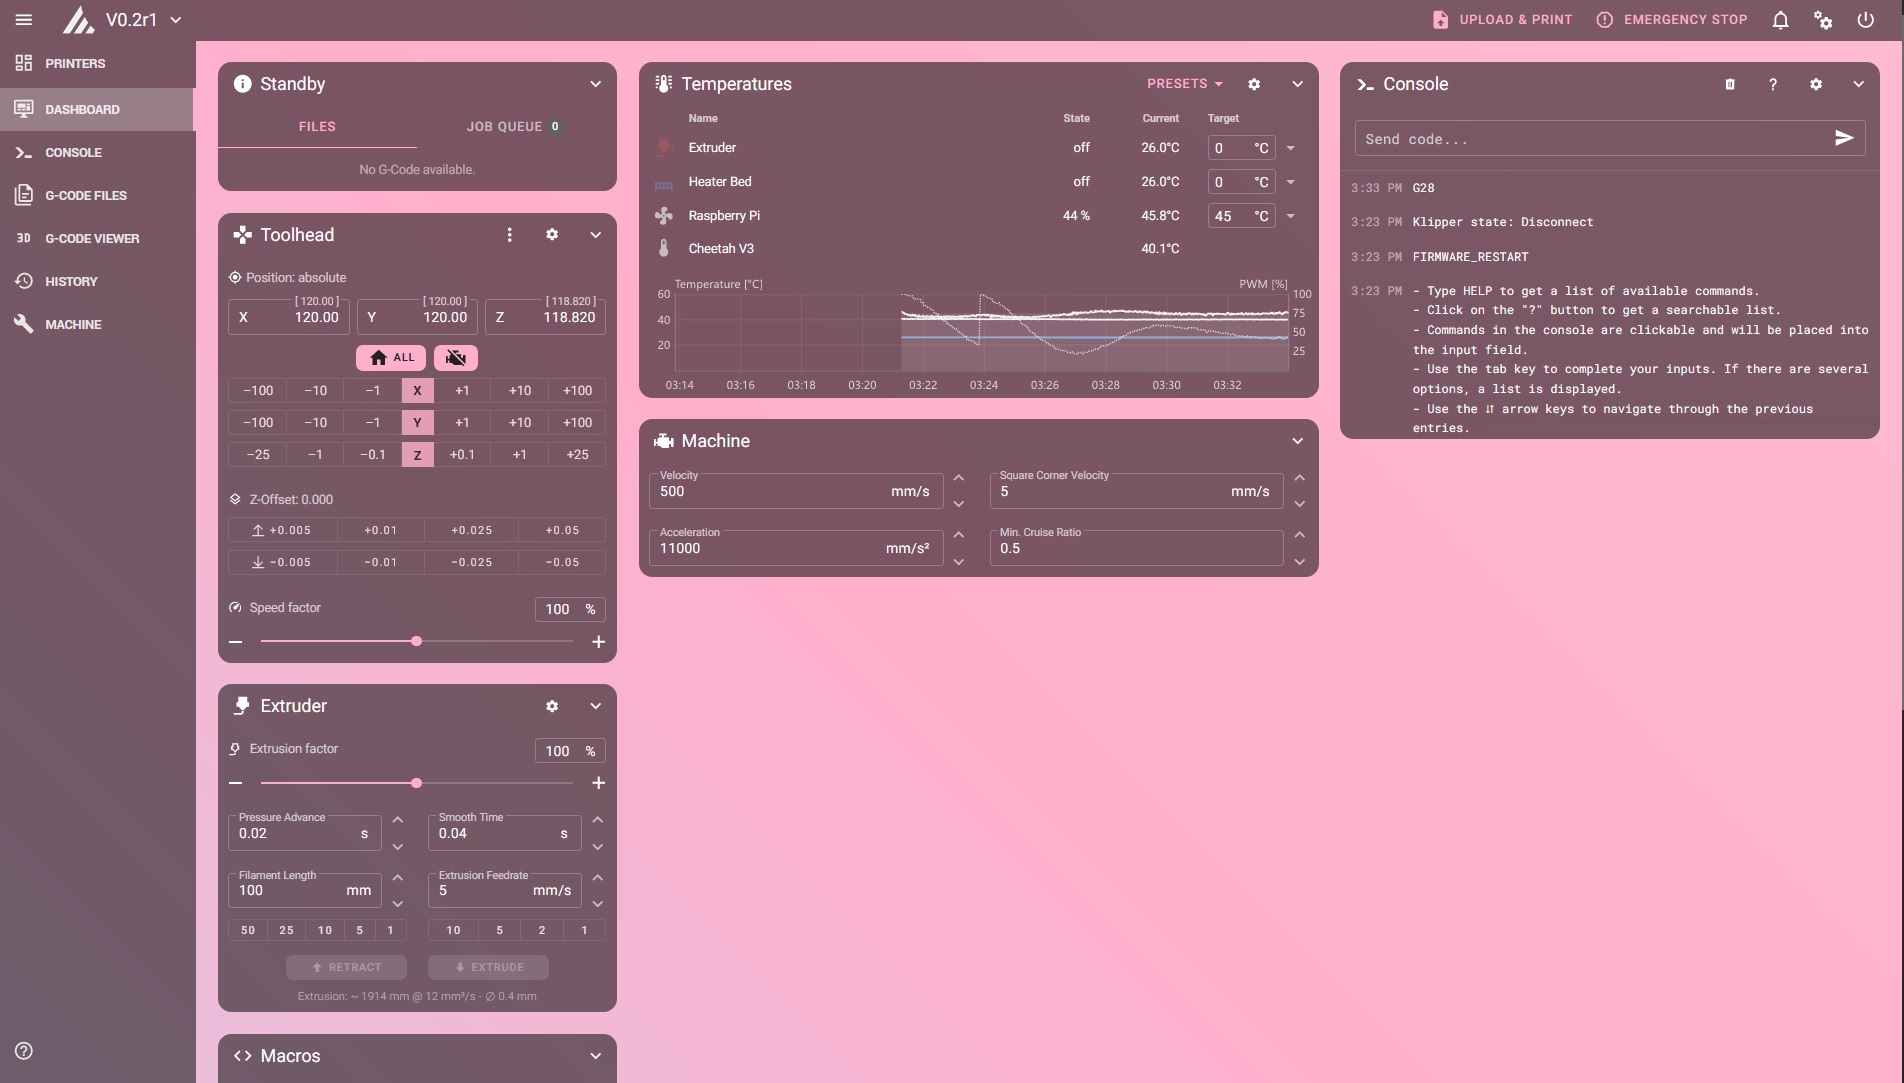 V0.2r1
UPLOAD & PRINT
EMERGENCY STOP
PRINTERS
DASHBOARD
CONSOLE
G-CODE FILES
3D G-CODE VIEWER
HISTORY
MACHINE
Standby
FILES
JOB QUEUE 0
No G-Code available.
Toolhead
Position: absolute
[ 120.00 ] [ 120.00 ] [ 118.820 ]
X 120.00 Y 120.00 Z 118.820
ALL
−100 −10 −1 X +1 +10 +100
−100 −10 −1 Y +1 +10 +100
−25 −1 −0.1 Z +0.1 +1 +25
Z-Offset: 0.000
+0.005 +0.01 +0.025 +0.05
−0.005 −0.01 −0.025 −0.05
Speed factor 100 %
Extruder
Extrusion factor 100 %
Pressure Advance Smooth Time
0.02 s 0.04 s
Filament Length Extrusion Feedrate
100 mm 5 mm/s
50 25 10 5 1 10 5 2 1
RETRACT EXTRUDE
Extrusion: ~ 1914 mm @ 12 mm³/s - ∅ 0.4 mm
Macros
Temperatures
PRESETS
Name State Current Target
Extruder off 26.0°C 0 °C
Heater Bed off 26.0°C 0 °C
Raspberry Pi 44 % 45.8°C 45 °C
Cheetah V3 40.1°C
Temperature [°C] PWM [%]
60 100
75
40
50
20
25
03:14 03:16 03:18 03:20 03:22 03:24 03:26 03:28 03:30 03:32
Machine
Velocity Square Corner Velocity
500 mm/s 5 mm/s
Acceleration Min. Cruise Ratio
11000 mm/s² 0.5
Console
Send code...
3:33 PM G28
3:23 PM Klipper state: Disconnect
3:23 PM FIRMWARE_RESTART
3:23 PM - Type HELP to get a list of available commands.
- Click on the "?" button to get a searchable list.
- Commands in the console are clickable and will be placed into
the input field.
- Use the tab key to complete your inputs. If there are several
options, a list is displayed.
- Use the ⇵ arrow keys to navigate through the previous
entries.